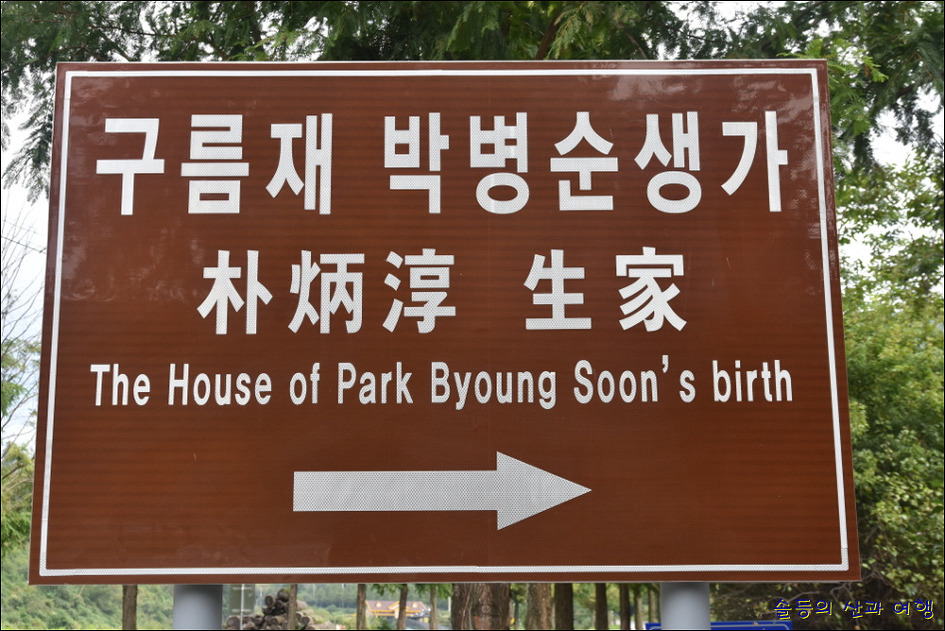 구름재 박병순생가
朴炳淳 生家
The House of Park Byoung Soon's birth
솔등의 산과 여행